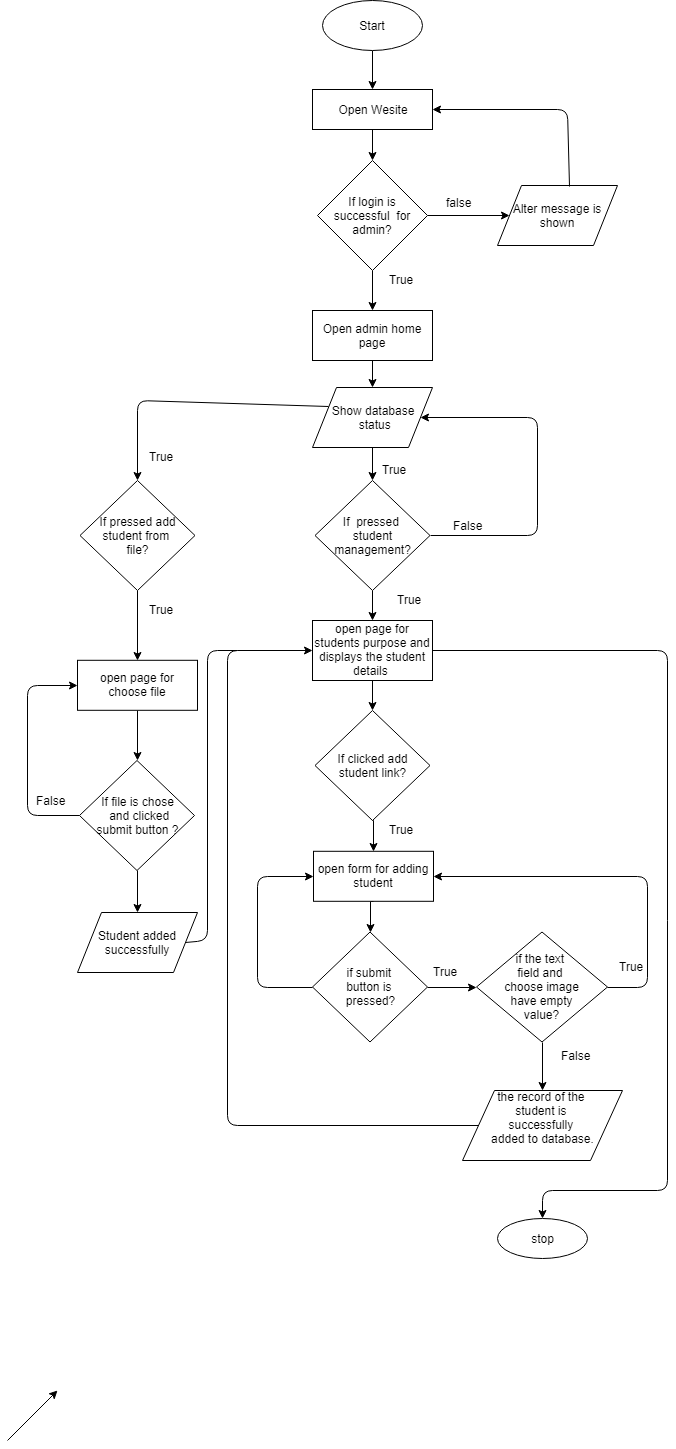 Start
Open Wesite
If login is
successful  for
admin?
false
Alter message is
shown
True
Open admin home
page
Show database
status
True
True
If pressed add
student from
file?
If  pressed
student
management?
False
True
True
open page for
students purpose and
displays the student
details
open page for
choose file
If clicked add
student link?
False
If file is chose
and clicked
submit button ?
True
open form for adding
student
Student added
successfully
if submit
button is
pressed?
True
if the text
field and
choose image
have empty
value?
True
False
the record of the
student is
successfully
added to database.
stop